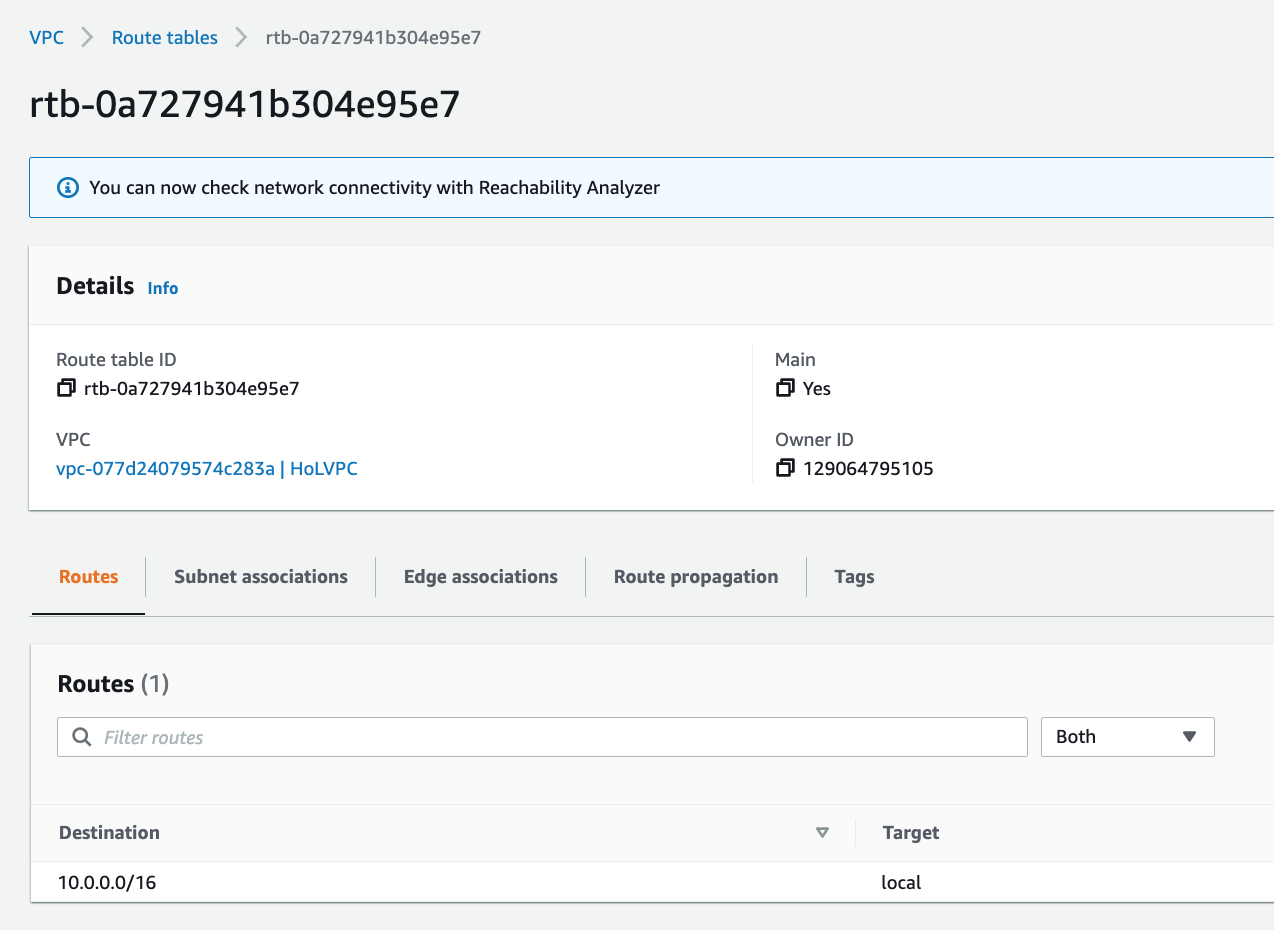 VPC > Route tables > rtb-0a727941b304e95e7
rtb-0a727941b304e95e7
You can now check network connectivity with Reachability Analyzer
Details Info
Route table ID
rtb-0a727941b304e95e7
Main
Yes
VPC
vpc-077d24079574c283a | HoLVPC
Owner ID
129064795105
Routes Subnet associations Edge associations Route propagation Tags
Routes (1)
Filter routes Both
Destination Target
10.0.0.0/16 local